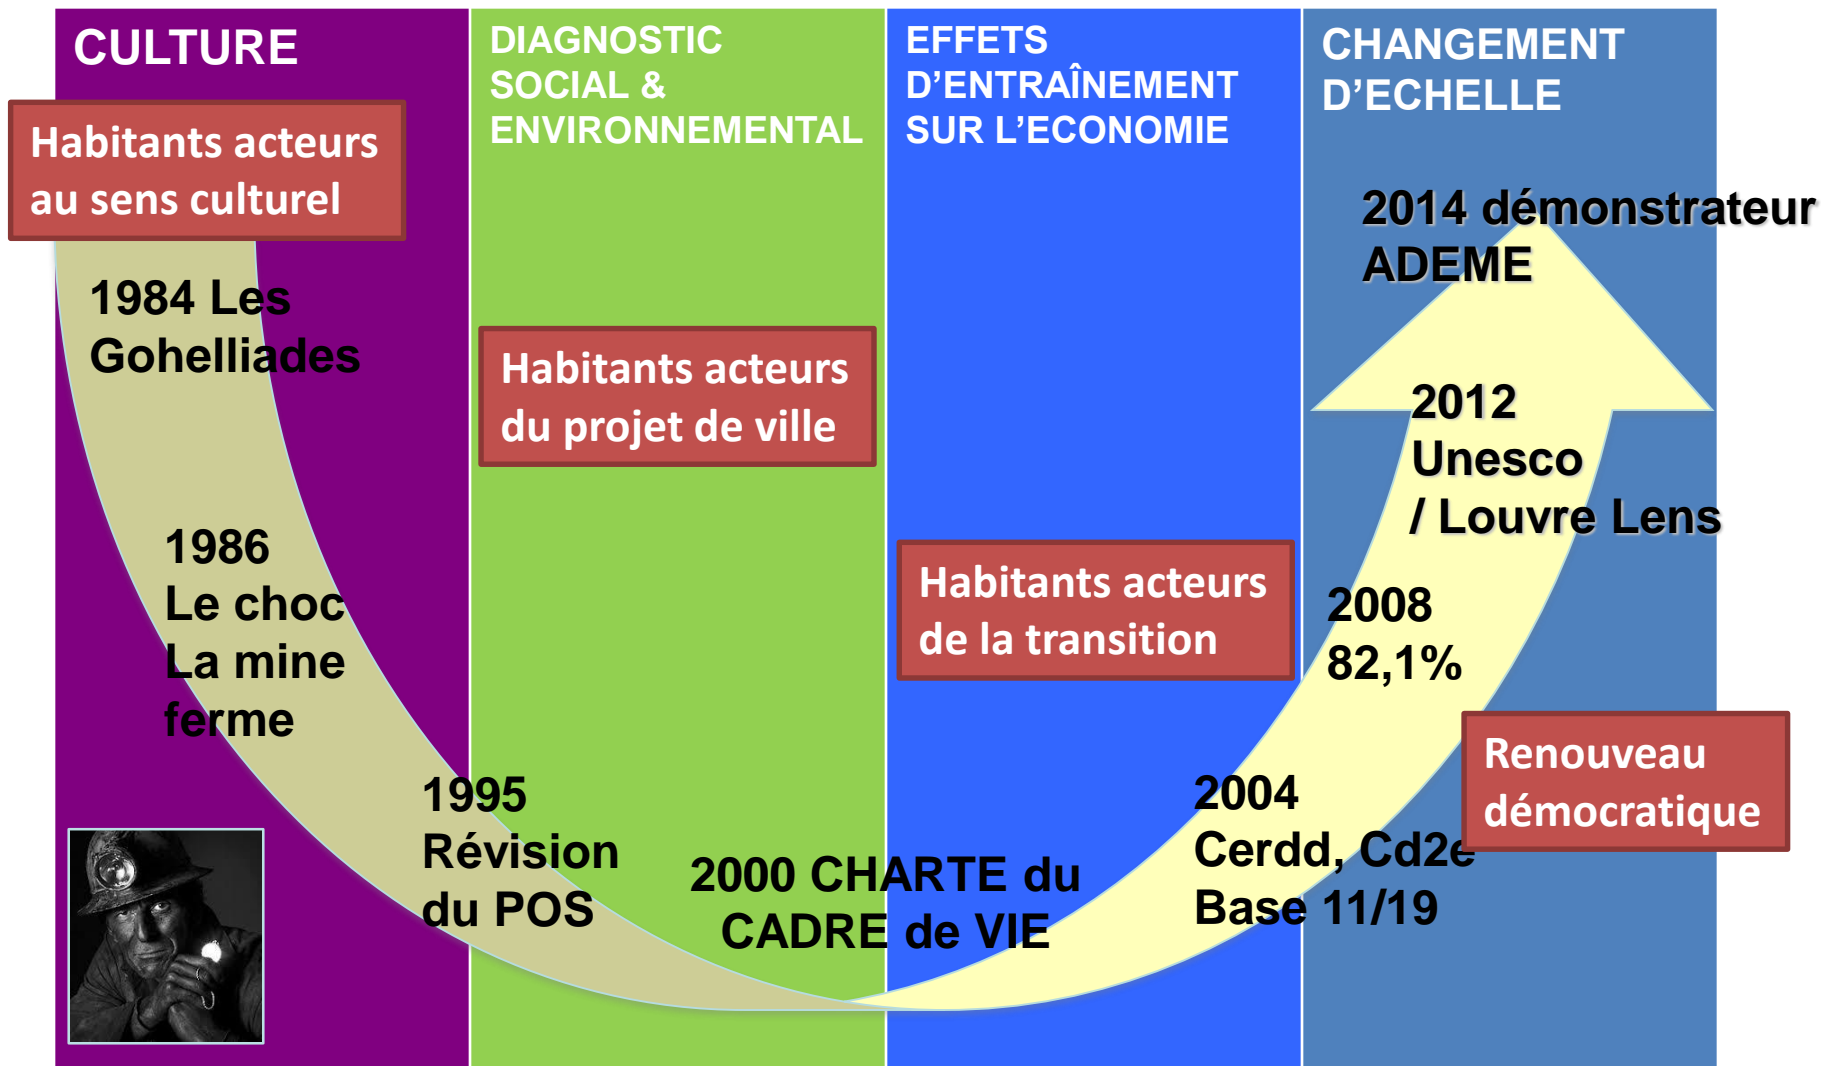 CULTURE
Habitants acteurs
au sens culturel
1984 Les
Gohelliades
1986
Le choc
La mine
ferme
DIAGNOSTIC
SOCIAL &
ENVIRONNEMENTAL
Habitants acteurs
du projet de ville
1995
Révision
du POS
2000 CHARTE du
CADRE de VIE
EFFETS
D’ENTRAÎNEMENT
SUR L’ECONOMIE
Habitants acteurs
de la transition
2004
Cerdd, Cd2e
Base 11/19
CHANGEMENT
D’ECHELLE
2014 démonstrateur
ADEME
2012
Unesco
/ Louvre Lens
2008
82,1%
Renouveau
démocratique